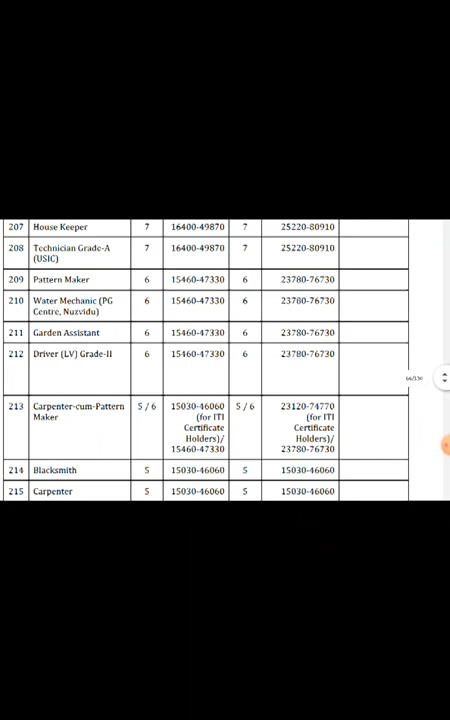 207 House Keeper 7 16400-49870 7 25220-80910
208 Technician Grade-A 7 16400-49870 7 25220-80910
(USIC)
209 Pattern Maker 6 15460-47330 6 23780-76730
210 Water Mechanic (PG 6 15460-47330 6 23780-76730
Centre, Nuzvidu)
211 Garden Assistant 6 15460-47330 6 23780-76730
212 Driver (LV) Grade-II 6 15460-47330 6 23780-76730
66/330
213 Carpenter-cum-Pattern 5 / 6 15030-46060 5 / 6 23120-74770
Maker (for ITI (for ITI
Certificate Certificate
Holders)/ Holders)/
15460-47330 23780-76730
214 Blacksmith 5 15030-46060 5 15030-46060
215 Carpenter 5 15030-46060 5 15030-46060